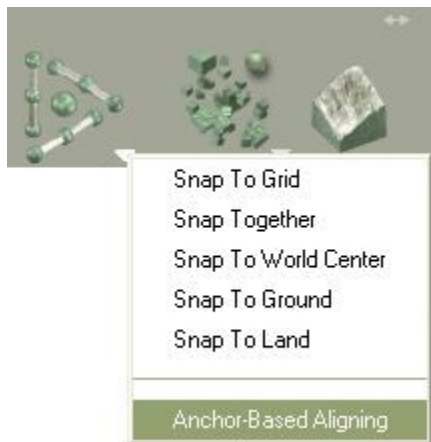 Snap To Grid
Snap Together
Snap To World Center
Snap To Ground
Snap To Land
Anchor-Based Aligning